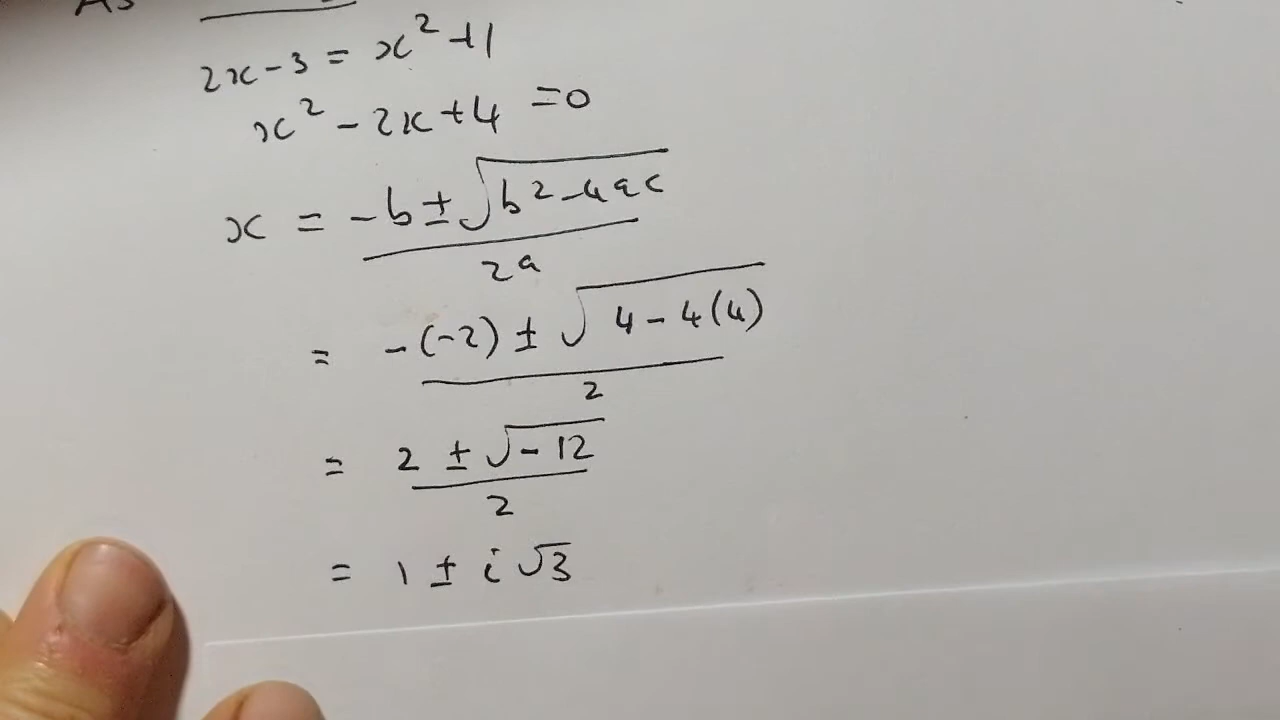 As
2x-3 = x² +1
x² - 2x+4 =0
x = -b ± √b²-4ac
2a
= -(-2) ± √4-4(4)
2
= 2 ± √-12
2
= 1 ± i √3